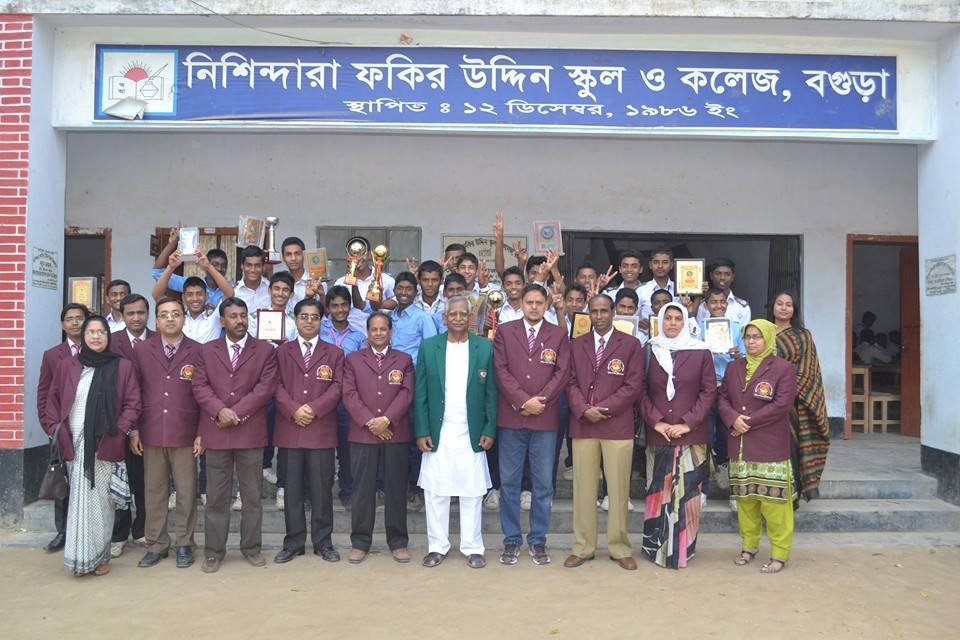 নিশিন্দারা ফকির উদ্দিন স্কুল ও কলেজ, বগুড়া
স্থাপিত ঃ ১২ ডিসেম্বর, ১৯৮৬ ইং